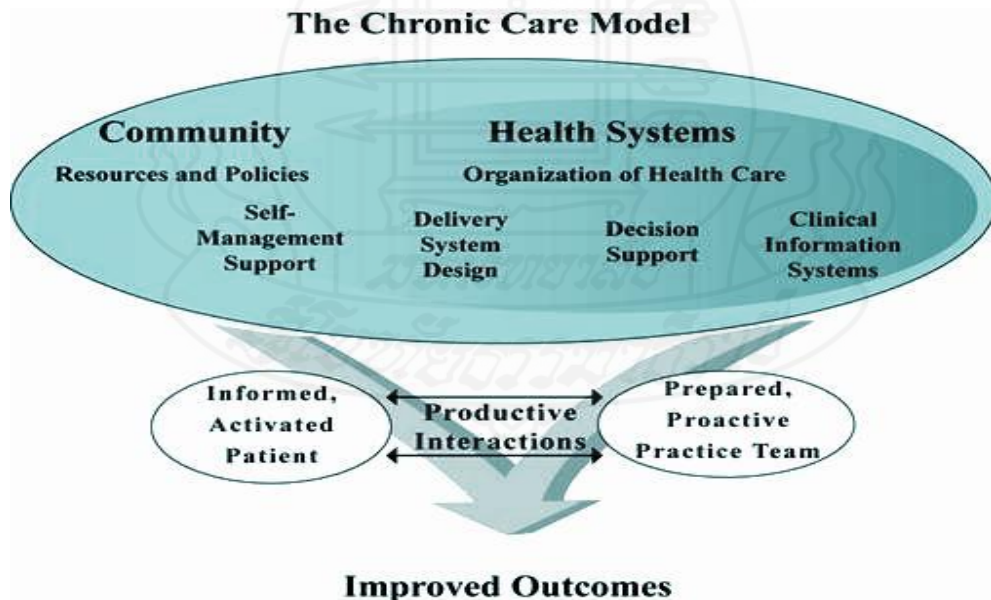 The Chronic Care Model
Community
Resources and Policies
Health Systems
Organization of Health Care
Self-
Management
Support
Delivery
System
Design
Decision
Support
Clinical
Information
Systems
Informed,
Activated
Patient
Productive
Interactions
Prepared,
Proactive
Practice Team
Improved Outcomes